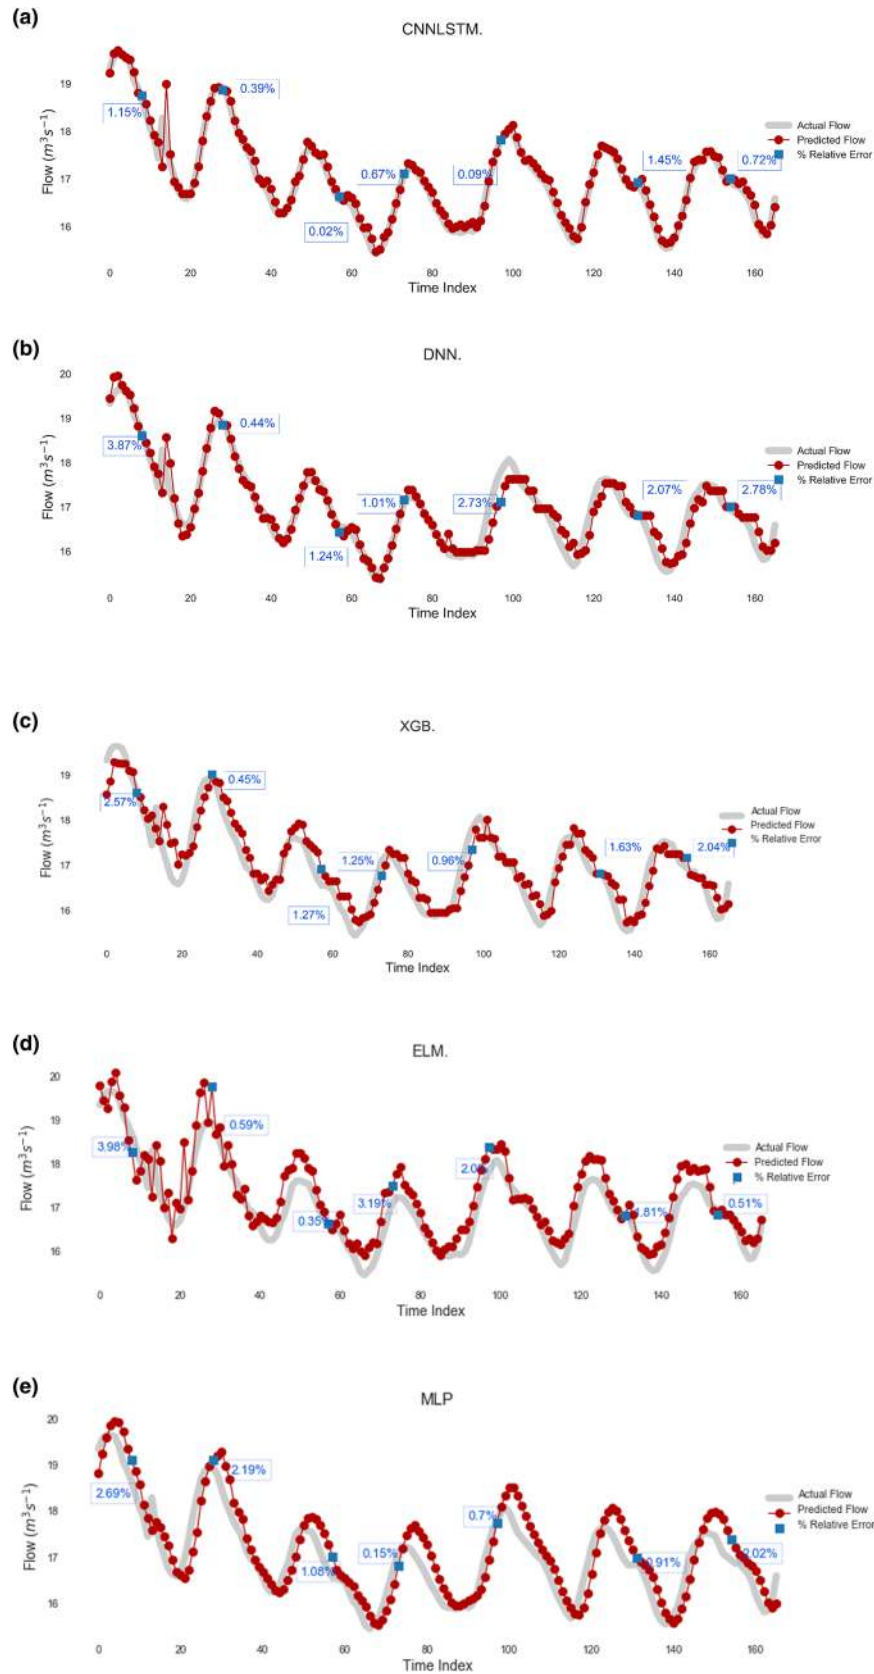 (a)
CNNLSTM.
19
18
17
16
Flow (m³s⁻¹)
1.15%
0.39%
0.02%
0.67%
0.09%
1.45%
0.72%
Actual Flow
Predicted Flow
% Relative Error
0 20 40 60 80 100 120 140 160
Time Index
(b)
DNN.
20
19
18
17
16
Flow (m³s⁻¹)
3.87%
0.44%
1.24%
1.01%
2.73%
2.07%
2.78%
Actual Flow
Predicted Flow
% Relative Error
0 20 40 60 80 100 120 140 160
Time Index
(c)
XGB.
19
18
17
16
Flow (m³s⁻¹)
2.57%
0.45%
1.27%
1.25%
0.96%
1.63%
2.04%
Actual Flow
Predicted Flow
% Relative Error
0 20 40 60 80 100 120 140 160
Time Index
(d)
ELM.
20
19
18
17
16
Flow (m³s⁻¹)
3.98%
0.59%
0.35%
3.19%
0.51%
Actual Flow
Predicted Flow
% Relative Error
0 20 40 60 80 100 120 140 160
Time Index
(e)
MLP
20
19
18
17
16
Flow (m³s⁻¹)
2.69%
2.19%
1.08%
0.15%
0.7%
Actual Flow
Predicted Flow
% Relative Error
0 20 40 60 80 100 120 140 160
Time Index